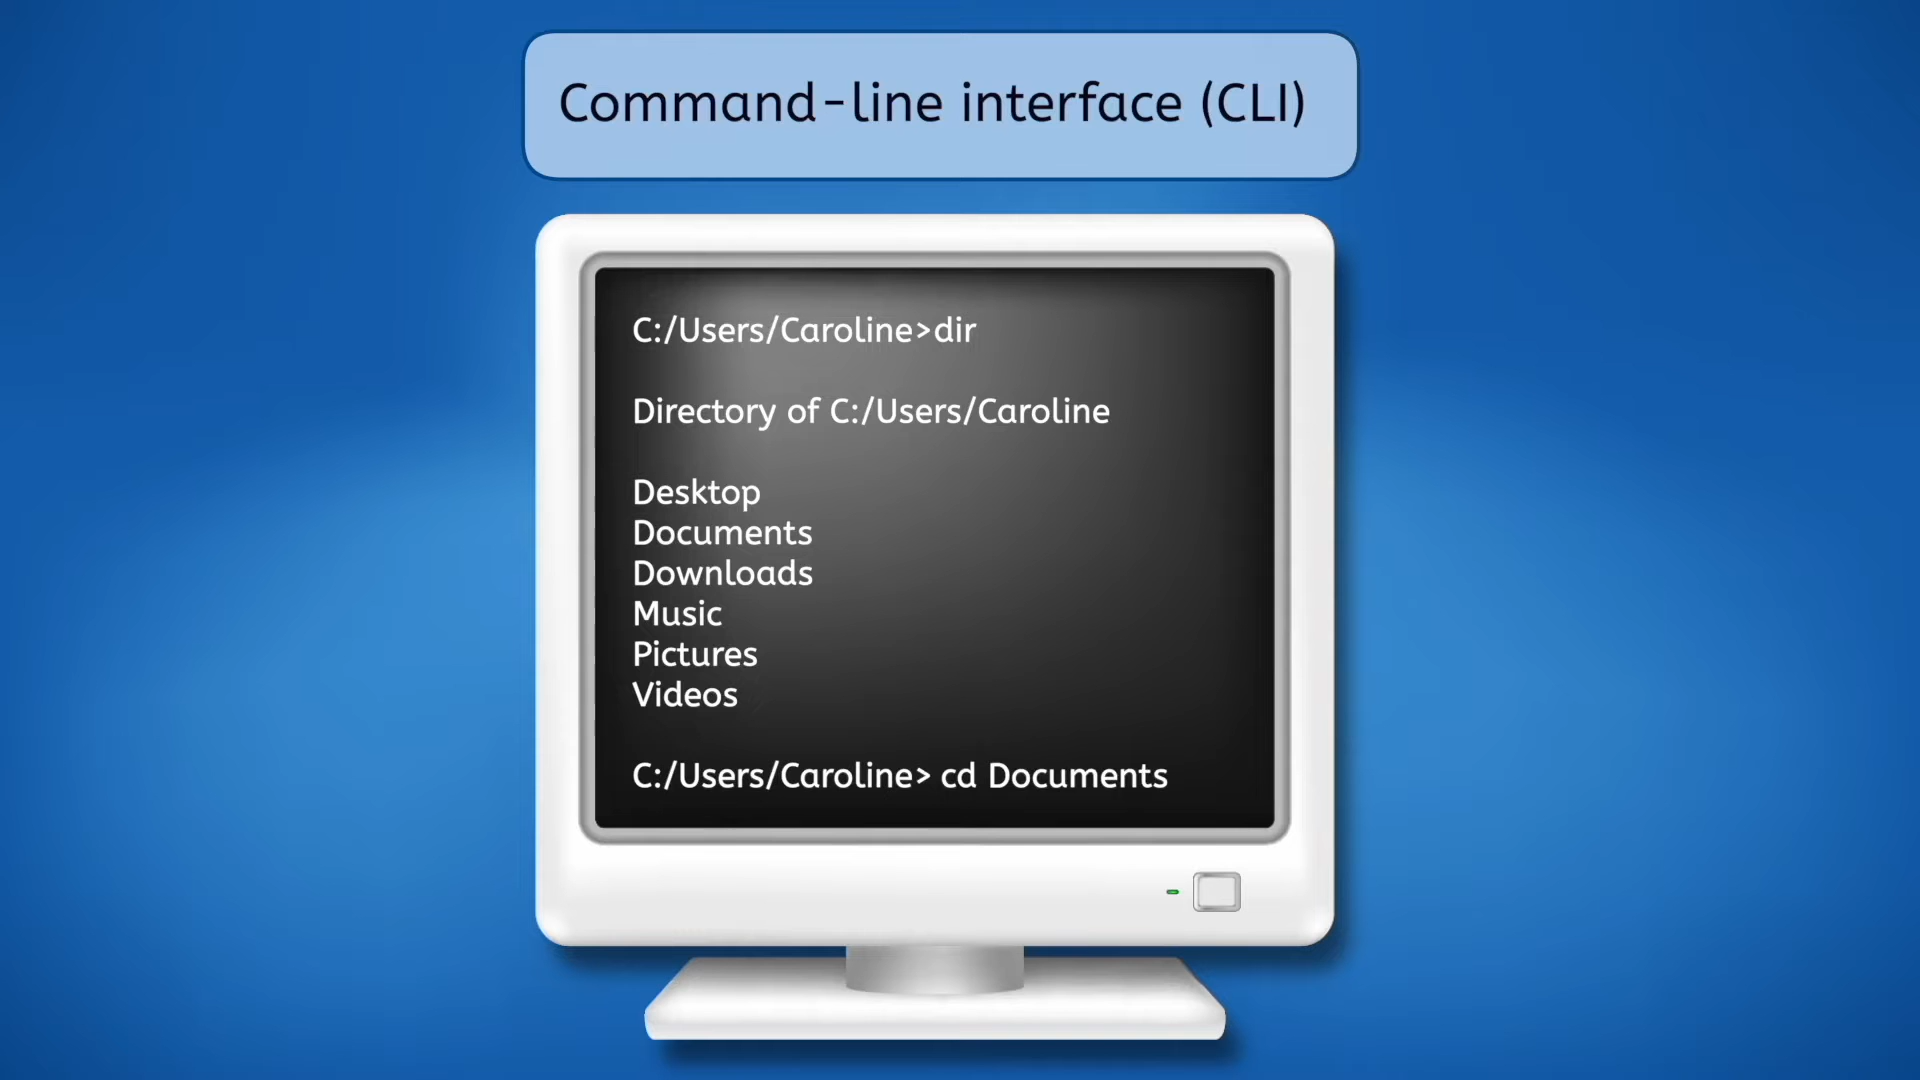 Command-line interface (CLI)
C:/Users/Caroline>dir
Directory of C:/Users/Caroline
Desktop
Documents
Downloads
Music
Pictures
Videos
C:/Users/Caroline> cd Documents